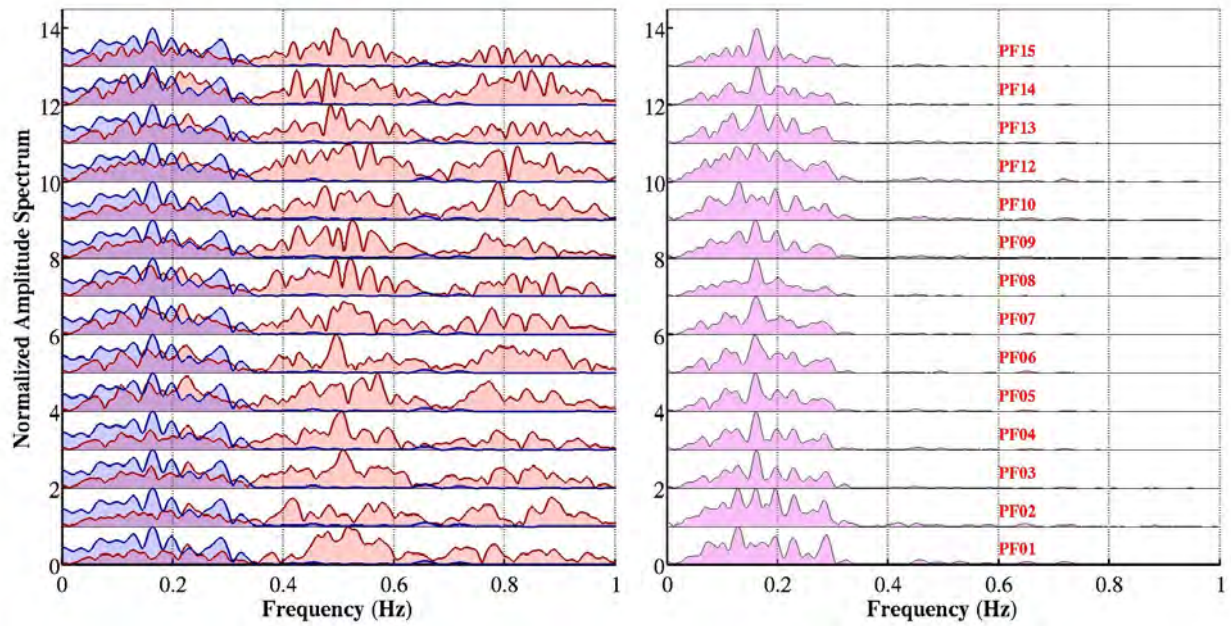 Normalized Amplitude Spectrum
14
12
10
8
6
4
2
0
0 0.2 0.4 0.6 0.8 1
Frequency (Hz)
14
12
10
8
6
4
2
0
PF15
PF14
PF13
PF12
PF10
PF09
PF08
PF07
PF06
PF05
PF04
PF03
PF02
PF01
0 0.2 0.4 0.6 0.8 1
Frequency (Hz)